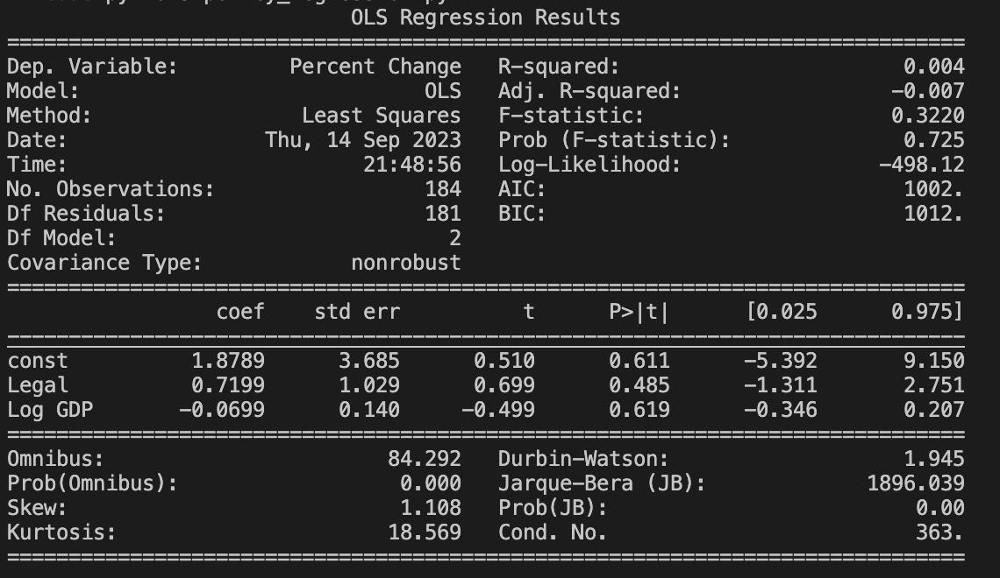 OLS Regression Results
==============================================================================
Dep. Variable: Percent Change R-squared: 0.004
Model: OLS Adj. R-squared: -0.007
Method: Least Squares F-statistic: 0.3220
Date: Thu, 14 Sep 2023 Prob (F-statistic): 0.725
Time: 21:48:56 Log-Likelihood: -498.12
No. Observations: 184 AIC: 1002.
Df Residuals: 181 BIC: 1012.
Df Model: 2
Covariance Type: nonrobust
==============================================================================
coef std err t P>|t| [0.025 0.975]
------------------------------------------------------------------------------
const 1.8789 3.685 0.510 0.611 -5.392 9.150
Legal 0.7199 1.029 0.699 0.485 -1.311 2.751
Log GDP -0.0699 0.140 -0.499 0.619 -0.346 0.207
==============================================================================
Omnibus: 84.292 Durbin-Watson: 1.945
Prob(Omnibus): 0.000 Jarque-Bera (JB): 1896.039
Skew: 1.108 Prob(JB): 0.00
Kurtosis: 18.569 Cond. No. 363.
==============================================================================